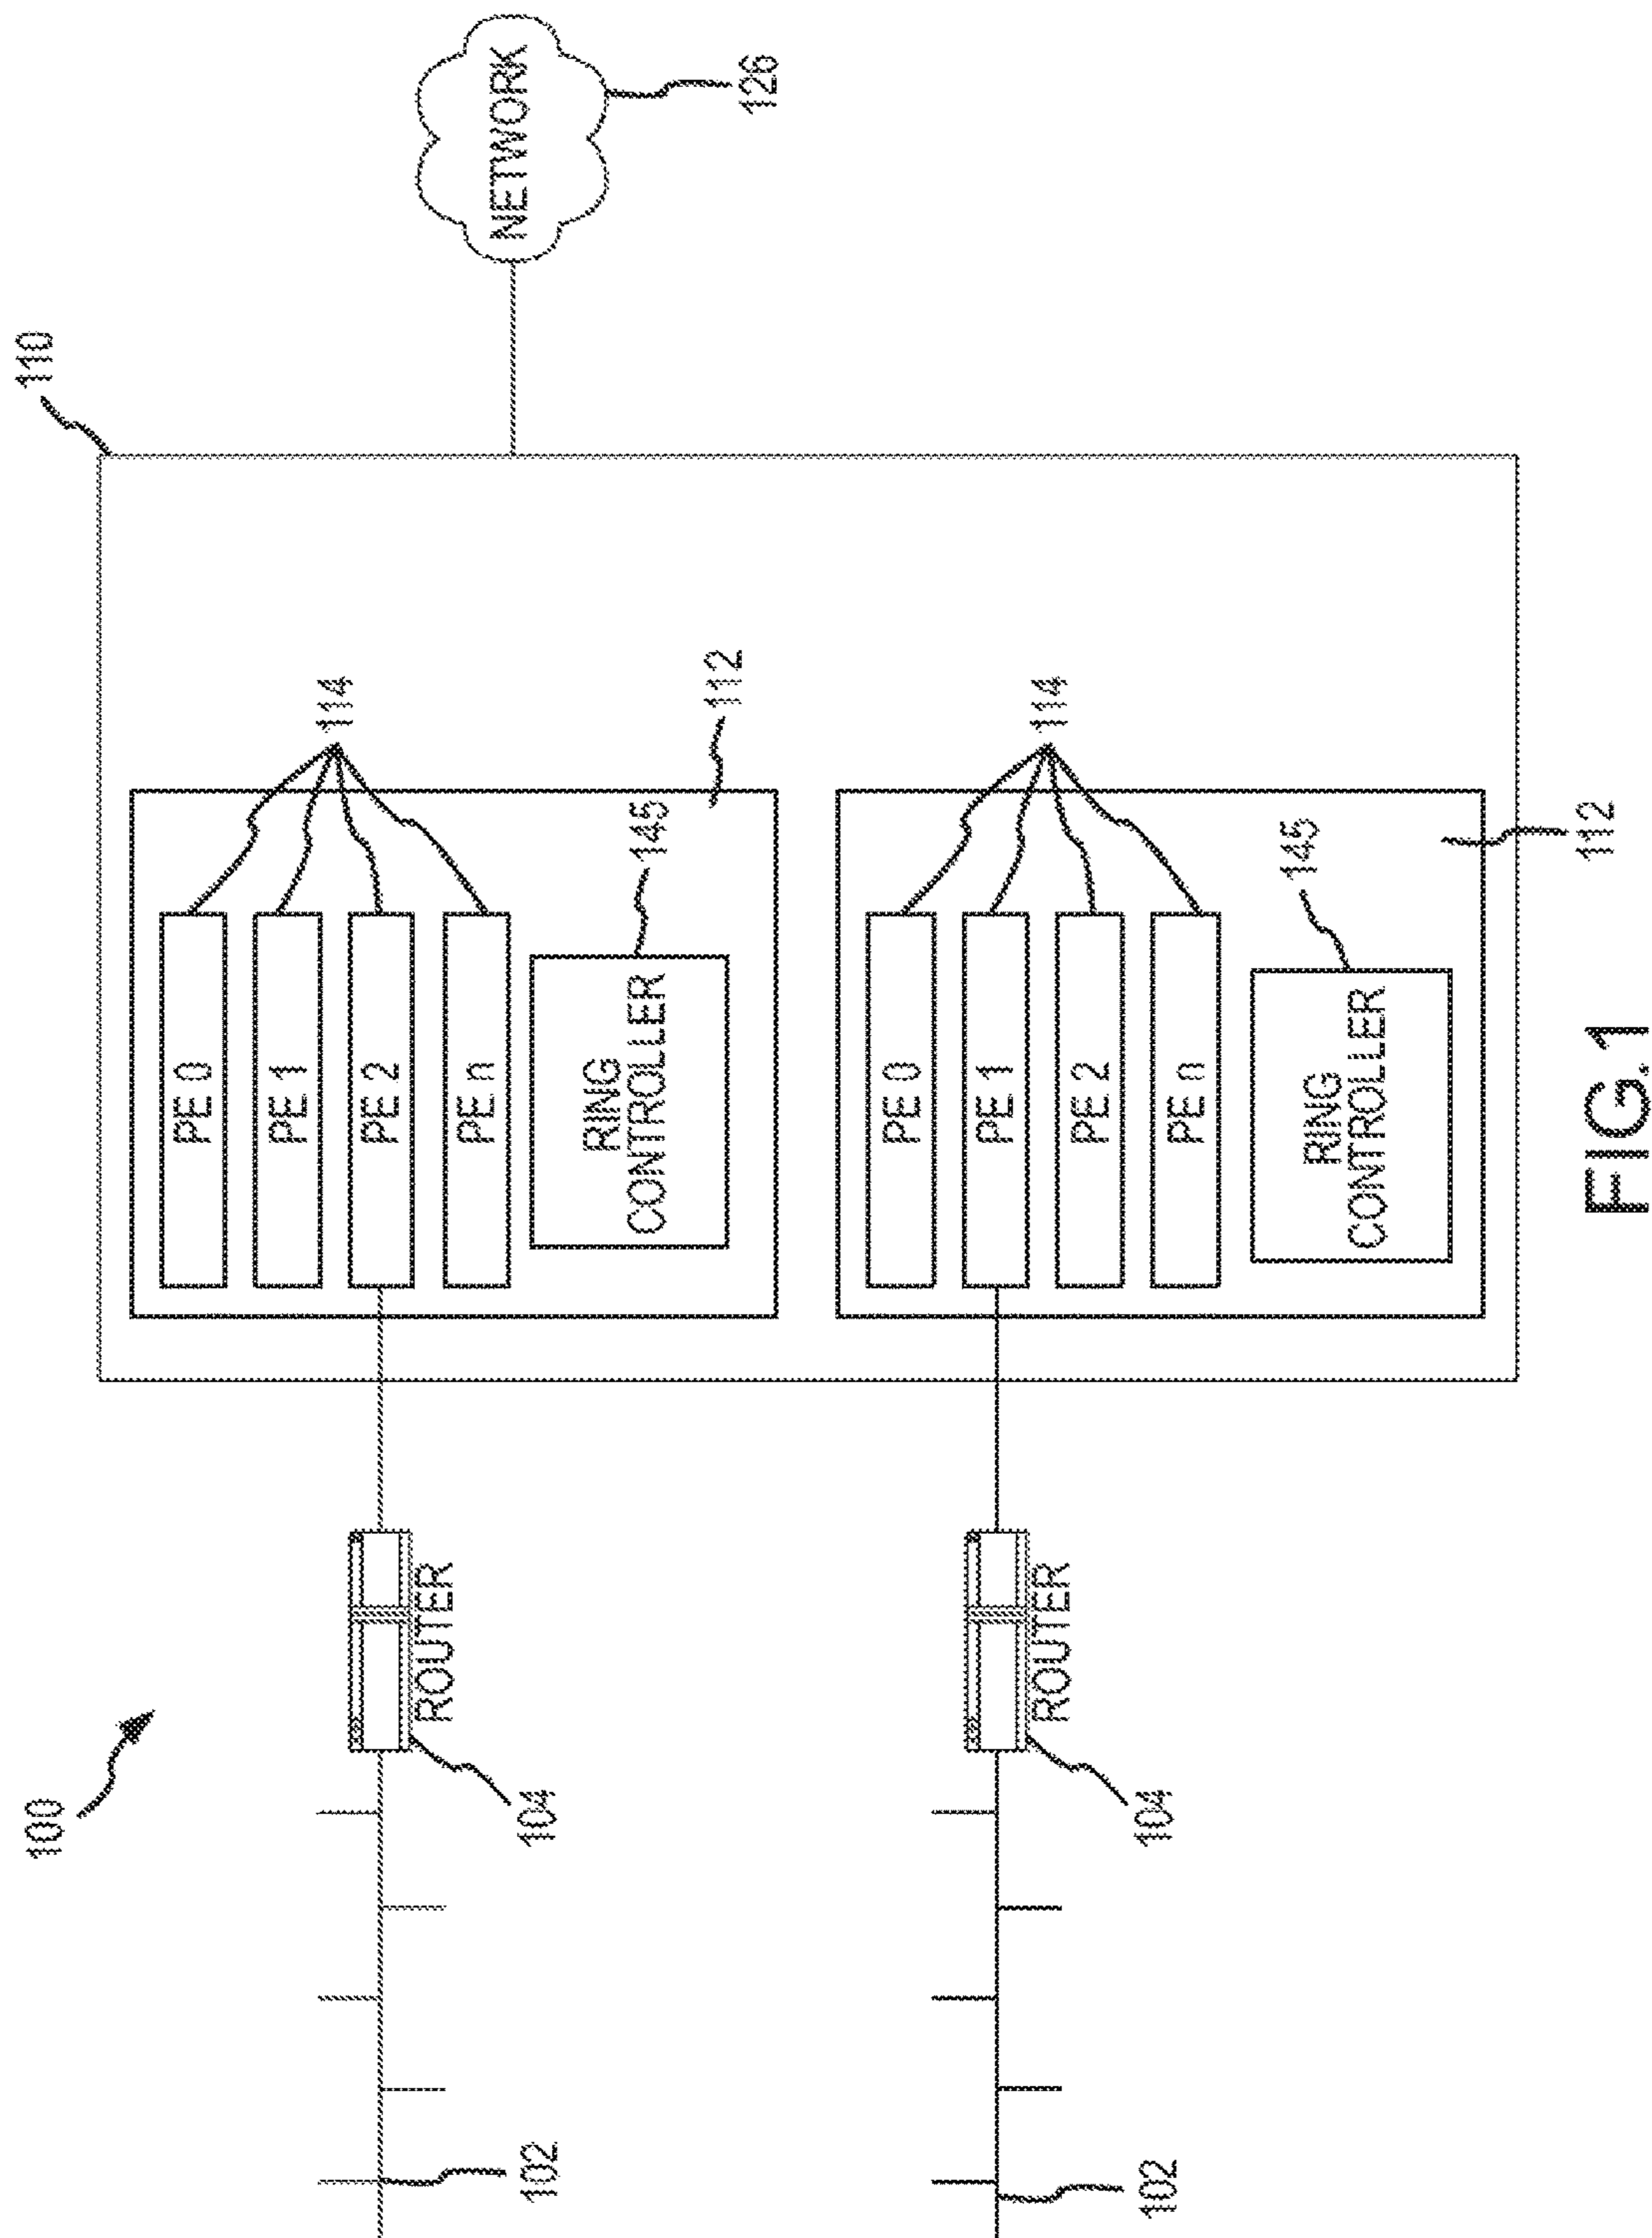 100
110
NETWORK
126
102
104
ROUTER
PE 0
PE 1
PE 2
PE n
114
RING
CONTROLLER
145
112
102
104
ROUTER
PE 0
PE 1
PE 2
PE n
114
RING
CONTROLLER
145
112
FIG.1